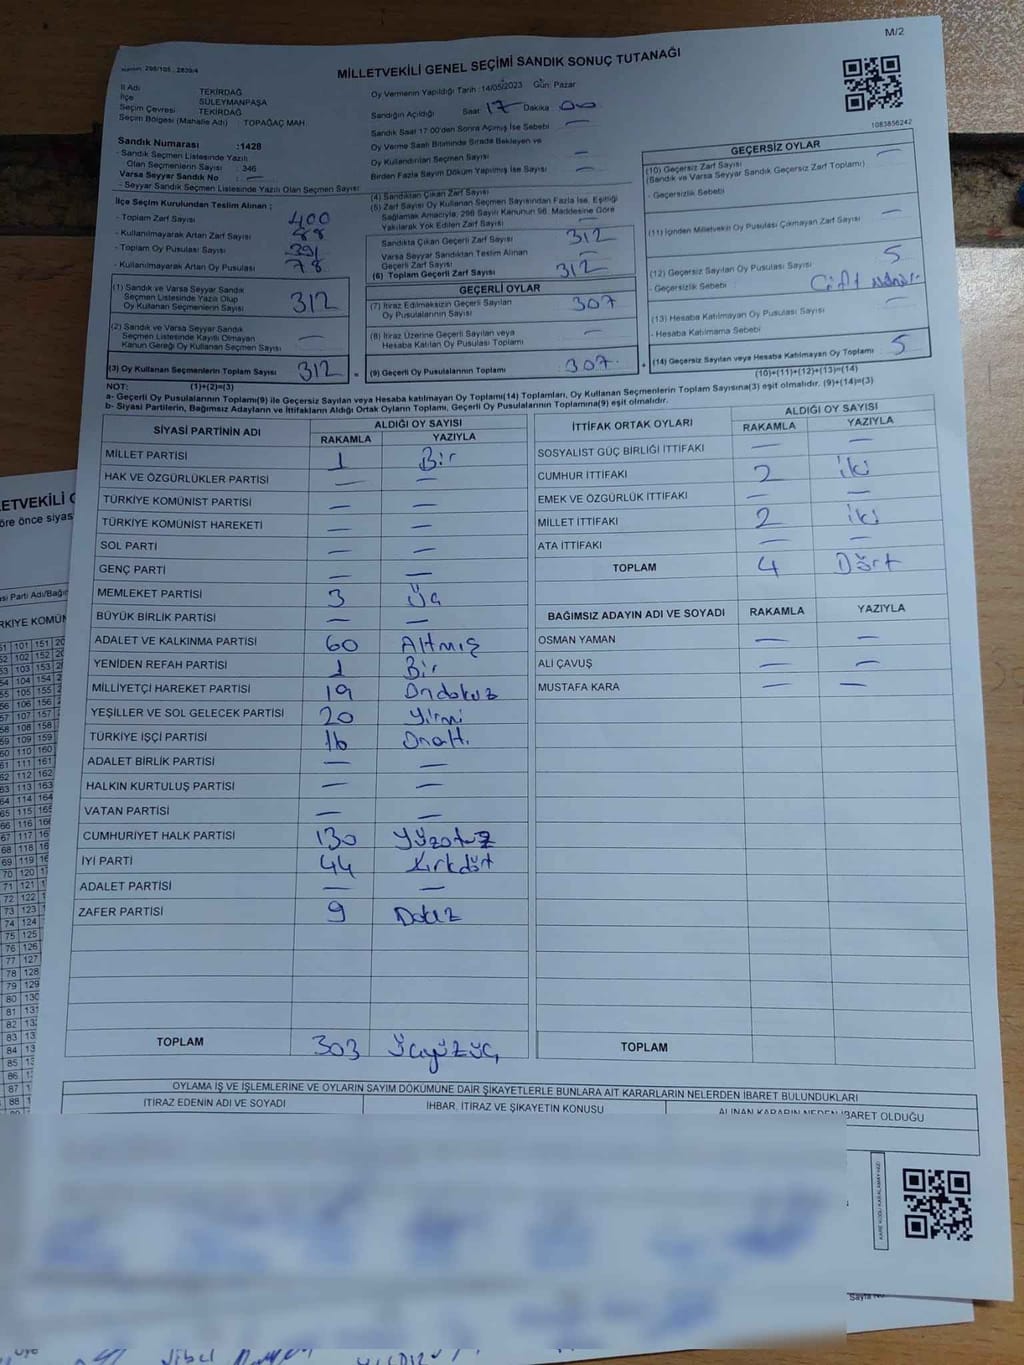 M/2
MİLLETVEKİLİ GENEL SEÇİMİ SANDIK SONUÇ TUTANAĞI
İl Adı TEKİRDAĞ
İlçe SÜLEYMANPAŞA
Seçim Çevresi TEKİRDAĞ
Seçim Bölgesi (Mahalle Adı) : TOPAĞAÇ MAH.
Sandık Numarası :1428
- Sandık Seçmen Listesinde Yazılı
Olan Seçmenlerin Sayısı : 346
Varsa Seyyar Sandık No : —
- Seyyar Sandık Seçmen Listesinde Yazılı Olan Seçmen Sayısı:
Oy Vermenin Yapıldığı Tarih :14/05/2023 Gün: Pazar
Sandığın Açıldığı Saat 17 Dakika 00
Sandık Saat 17:00'den Sonra Açılmış İse Sebebi —
Oy Verme Saati Bitiminde Sırada Bekleyen ve
Oy Kullandırılan Seçmen Sayısı —
Birden Fazla Sayım Döküm Yapılmış İse Sayısı —
1083856242
İlçe Seçim Kurulundan Teslim Alınan ;
- Toplam Zarf Sayısı 400
- Kullanılmayarak Artan Zarf Sayısı 88
- Toplam Oy Pusulası Sayısı 391
- Kullanılmayarak Artan Oy Pusulası 78
(1) Sandık ve Varsa Seyyar Sandık
Seçmen Listesinde Yazılı Olup
Oy Kullanan Seçmenlerin Sayısı 312
(2) Sandık ve Varsa Seyyar Sandık
Seçmen Listesinde Kayıtlı Olmayan
Kanun Gereği Oy Kullanan Seçmen Sayısı —
(3) Oy Kullanan Seçmenlerin Toplam Sayısı 312
(4) Sandıktan Çıkan Zarf Sayısı
(5) Zarf Sayısı Oy Kullanan Seçmen Sayısından Fazla İse, Eşitliği
Sağlamak Amacıyla; 298 Sayılı Kanunun 98. Maddesine Göre
Yakılarak Yok Edilen Zarf Sayısı —
Sandıkta Çıkan Geçerli Zarf Sayısı 312
Varsa Seyyar Sandıktan Teslim Alınan
Geçerli Zarf Sayısı —
(6) Toplam Geçerli Zarf Sayısı 312
GEÇERLİ OYLAR
(7) İtiraz Edilmeksizin Geçerli Sayılan
Oy Pusulalarının Sayısı 307
(8) İtiraz Üzerine Geçerli Sayılan veya
Hesaba Katılan Oy Pusulası Toplamı —
= (9) Geçerli Oy Pusulalarının Toplamı 307
GEÇERSİZ OYLAR
(10) Geçersiz Zarf Sayısı —
(Sandık ve Varsa Seyyar Sandık Geçersiz Zarf Toplamı)
- Geçersizlik Sebebi
(11) İçinden Milletvekili Oy Pusulası Çıkmayan Zarf Sayısı —
(12) Geçersiz Sayılan Oy Pusulası Sayısı 5
- Geçersizlik Sebebi Çift
(13) Hesaba Katılmayan Oy Pusulası Sayısı —
- Hesaba Katılmama Sebebi
+ (14) Geçersiz Sayılan veya Hesaba Katılmayan Oy Toplamı 5
NOT: (1)+(2)=(3)
(10)+(11)+(12)+(13)=(14)
a- Geçerli Oy Pusulalarının Toplamı(9) ile Geçersiz Sayılan veya Hesaba katılmayan Oy Toplamı(14) Toplamları, Oy Kullanan Seçmenlerin Toplam Sayısına(3) eşit olmalıdır. (9)+(14)=(3)
b- Siyasi Partilerin, Bağımsız Adayların ve İttifakların Aldığı Ortak Oyların Toplamı, Geçerli Oy Pusulalarının Toplamına(9) eşit olmalıdır.
SİYASİ PARTİNİN ADI ALDIĞI OY SAYISI
RAKAMLA YAZIYLA
MİLLET PARTİSİ 1 Bir
HAK VE ÖZGÜRLÜKLER PARTİSİ — —
TÜRKİYE KOMÜNİST PARTİSİ — —
TÜRKİYE KOMÜNİST HAREKETİ — —
SOL PARTİ — —
GENÇ PARTİ — —
MEMLEKET PARTİSİ 3 Üç
BÜYÜK BİRLİK PARTİSİ — —
ADALET VE KALKINMA PARTİSİ 60 Altmış
YENİDEN REFAH PARTİSİ 1 Bir
MİLLİYETÇİ HAREKET PARTİSİ 19 Ondokuz
YEŞİLLER VE SOL GELECEK PARTİSİ 20 Yirmi
TÜRKİYE İŞÇİ PARTİSİ 16 Onaltı
ADALET BİRLİK PARTİSİ — —
HALKIN KURTULUŞ PARTİSİ — —
VATAN PARTİSİ — —
CUMHURİYET HALK PARTİSİ 130 Yüzotuz
İYİ PARTİ 44 Kırkdört
ADALET PARTİSİ — —
ZAFER PARTİSİ 9 Dokuz
TOPLAM 303 Üçyüzüç
İTTİFAK ORTAK OYLARI ALDIĞI OY SAYISI
RAKAMLA YAZIYLA
SOSYALİST GÜÇ BİRLİĞİ İTTİFAKI — —
CUMHUR İTTİFAKI 2 İki
EMEK VE ÖZGÜRLÜK İTTİFAKI — —
MİLLET İTTİFAKI 2 İki
ATA İTTİFAKI — —
TOPLAM 4 Dört
BAĞIMSIZ ADAYIN ADI VE SOYADI RAKAMLA YAZIYLA
OSMAN YAMAN — —
ALİ ÇAVUŞ — —
MUSTAFA KARA — —
TOPLAM
OYLAMA İŞ VE İŞLEMLERİNE VE OYLARIN SAYIM DÖKÜMÜNE DAİR ŞİKAYETLERLE BUNLARA AİT KARARLARIN NELERDEN İBARET BULUNDUKLARI
İTİRAZ EDENİN ADI VE SOYADI İHBAR, İTİRAZ VE ŞİKAYETİN KONUSU ALINAN KARARIN NEDEN İBARET OLDUĞU
KARE KODU KARALAMAYINIZ!